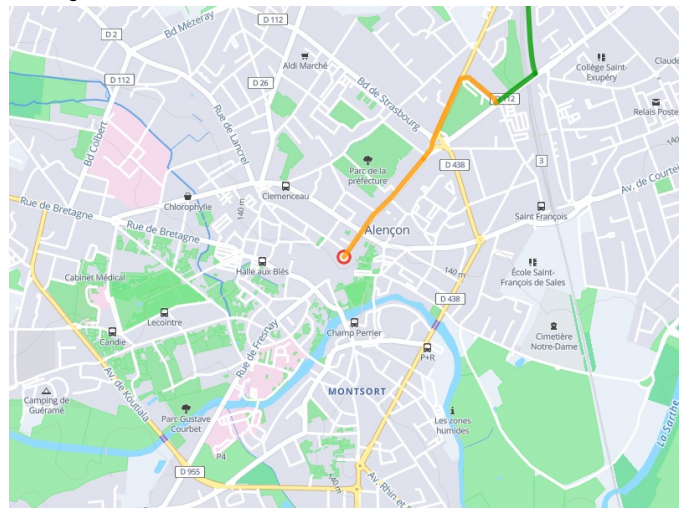 D 2
Bd Mézeray
D 112
Aldi Marché
Collège Saint-
Exupéry
Claude
D 112
D 26
Bd de Strasbourg
112
Relais Poste
Bd Colbert
Rue de Lancrel
D 438
3
Parc de la
préfecture
Av. de Courtei
Clemenceau
Chlorophylle
140 m
Saint François
Rue de Bretagne
Rue de Bretagne
Alençon
École Saint-
François de Sales
Cabinet Médical
Halle aux Blés
140 m
D 438
Lecointre
Candie
Rue de Fresnay
Champ Perrier
Cimetière
Notre-Dame
P+R
Av. de Koutiala
MONTSORT
Camping de
Guéramé
Parc Gustave
Courbet
Les zones
humides
La Sarthe
P4
D 955
140 m
Av. Rhin et